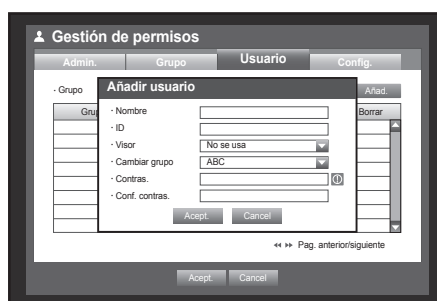 Gestión de permisos
Admin. Grupo Usuario Config.
· Grupo Añad.
Añadir usuario
Borrar
· Nombre
· ID
· Visor No se usa
· Cambiar grupo ABC
· Contras.
· Conf. contras.
Acept. Cancel
Pag. anterior/siguiente
Acept. Cancel